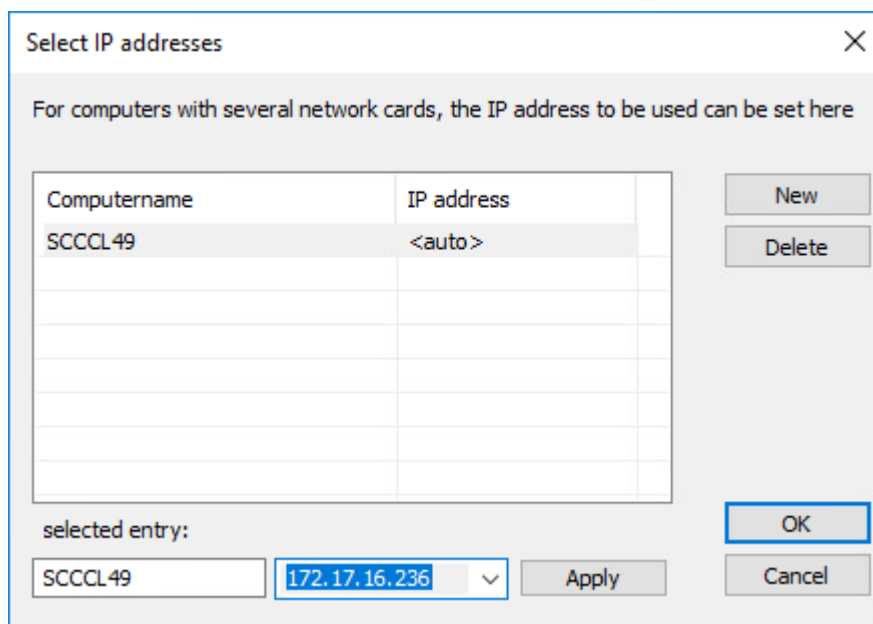 Select IP addresses
For computers with several network cards, the IP address to be used can be set here
Computername IP address
SCCCL49 <auto>
New
Delete
selected entry:
SCCCL49 172.17.16.236 Apply
OK
Cancel